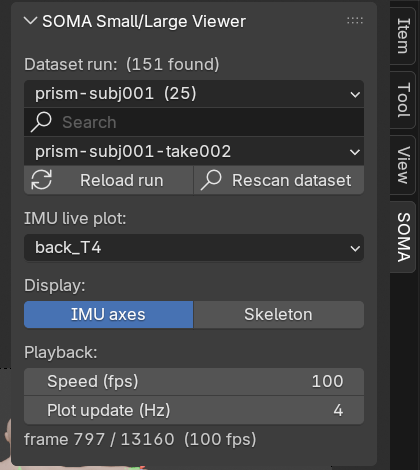 SOMA Small/Large Viewer
Dataset run: (151 found)
prism-subj001 (25)
Search
prism-subj001-take002
Reload run
Rescan dataset
IMU live plot:
back_T4
Display:
IMU axes
Skeleton
Playback:
Speed (fps) 100
Plot update (Hz) 4
frame 797 / 13160 (100 fps)
Item
Tool
View
SOMA